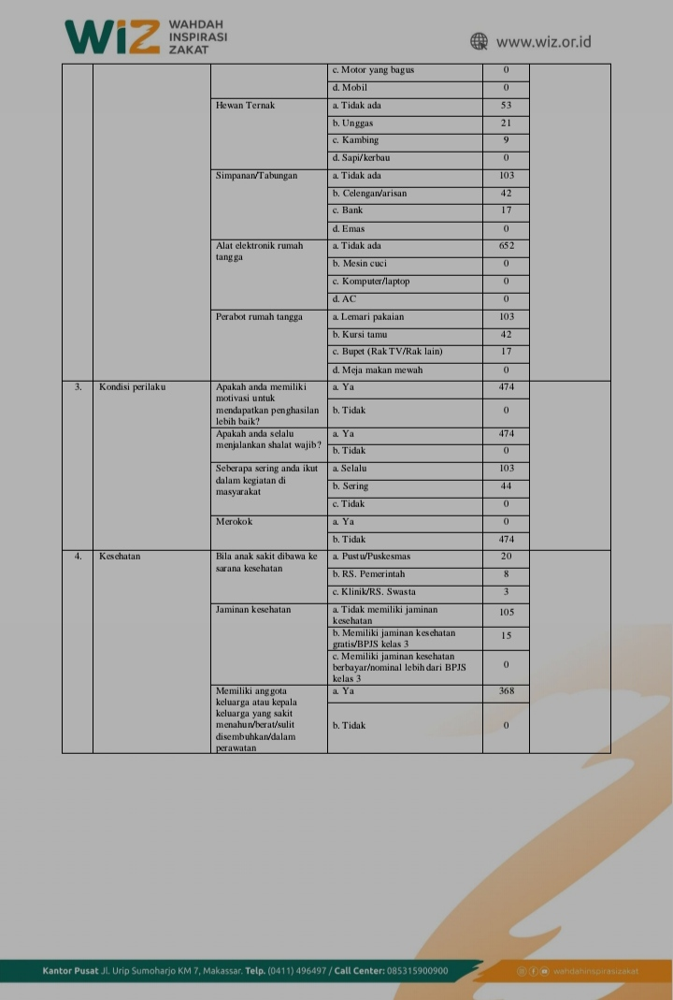 WIZ WAHDAH
INSPIRASI
ZAKAT
www.wiz.or.id
c. Motor yang bagus 0
d. Mobil 0
Hewan Ternak a. Tidak ada 53
b. Unggas 21
c. Kambing 9
d. Sapi/kerbau 0
Simpanan/Tabungan a. Tidak ada 103
b. Celengan/arisan 42
c. Bank 17
d. Emas 0
Alat elektronik rumah
tangga
a. Tidak ada 652
b. Mesin cuci 0
c. Komputer/laptop 0
d. AC 0
Perabot rumah tangga a. Lemari pakaian 103
b. Kursi tamu 42
c. Bupet (Rak TV/Rak lain) 17
d. Meja makan mewah 0
3. Kondisi perilaku
Apakah anda memiliki
motivasi untuk
mendapatkan penghasilan
lebih baik?
a. Ya 474
b. Tidak 0
Apakah anda selalu
menjalankan shalat wajib?
a. Ya 474
b. Tidak 0
Seberapa sering anda ikut
dalam kegiatan di
masyarakat
a. Selalu 103
b. Sering 44
c. Tidak 0
Merokok a. Ya 0
b. Tidak 474
4. Kesehatan
Bila anak sakit dibawa ke
sarana kesehatan
a. Pustu/Puskesmas 20
b. RS. Pemerintah 8
c. Klinik/RS. Swasta 3
Jaminan kesehatan
a. Tidak memiliki jaminan
kesehatan
105
b. Memiliki jaminan kesehatan
gratis/BPJS kelas 3
15
c. Memiliki jaminan kesehatan
berbayar/nominal lebih dari BPJS
kelas 3
0
Memiliki anggota
keluarga atau kepala
keluarga yang sakit
menahun/berat/sulit
disembuhkan/dalam
perawatan
a. Ya 368
b. Tidak 0
Kantor Pusat Jl. Urip Sumoharjo KM 7, Makassar. Telp. (0411) 496497 / Call Center: 085315900900
wahdahinspirasizakat